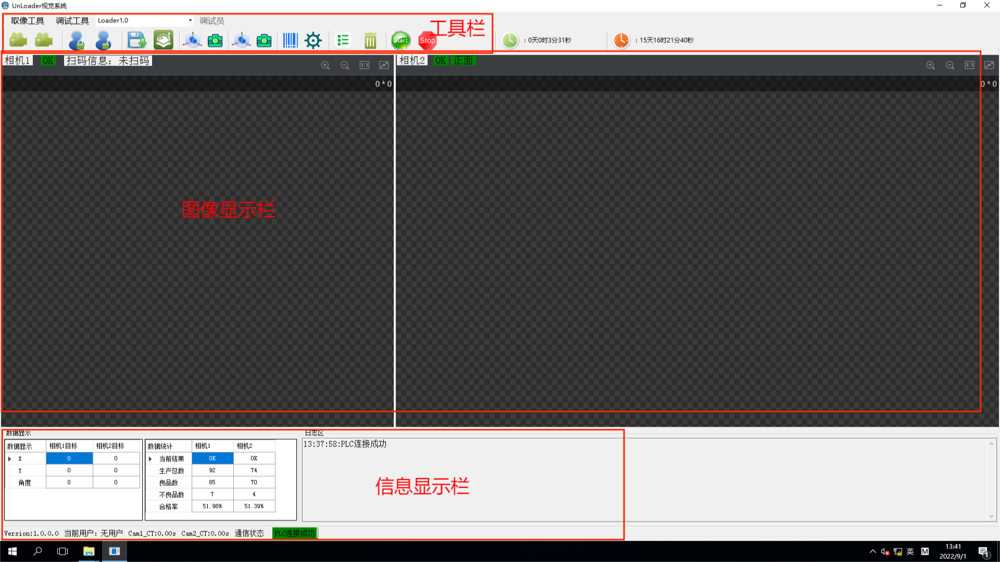 UnLoader视觉系统
取像工具 调试工具 Loader1.0 调试员
工具栏
Start Stop : 0天0时3分31秒 : 15天16时21分40秒
相机1 OK 扫码信息: 未扫码 1:1
相机2 OK 正面 1:1
0 * 0
0 * 0
图像显示栏
数据显示
数据显示 相机1目标 相机2目标
X 0 0
Y 0 0
角度 0 0
数据统计 相机1 相机2
当前结果 OK OK
生产总数 92 74
良品数 85 70
不良品数 7 4
合格率 51.98% 51.39%
日志区
13:37:58:PLC连接成功
信息显示栏
Version:1.0.0.0 当前用户: 无用户 Cam1_CT:0.00s Cam2_CT:0.00s 通信状态 PLC连接成功
英 M 13:41
2022/9/1 1